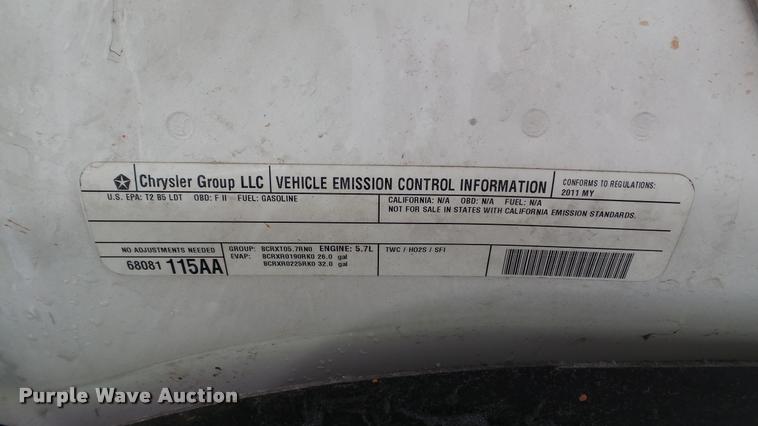 Chrysler Group LLC
VEHICLE EMISSION CONTROL INFORMATION
CONFORMS TO REGULATIONS:
2011 MY
U.S. EPA: T2 B5 LDT OBD: F II FUEL: GASOLINE
CALIFORNIA: N/A OBD: N/A FUEL: N/A
NOT FOR SALE IN STATES WITH CALIFORNIA EMISSION STANDARDS.
NO ADJUSTMENTS NEEDED
68081 115AA
GROUP: BCRXT05.7RN0 ENGINE: 5.7L
EVAP: BCRXR0190RK0 26.0 gal
BCRXR0225RK0 32.0 gal
TWC / HO2S / SFI
Purple Wave Auction